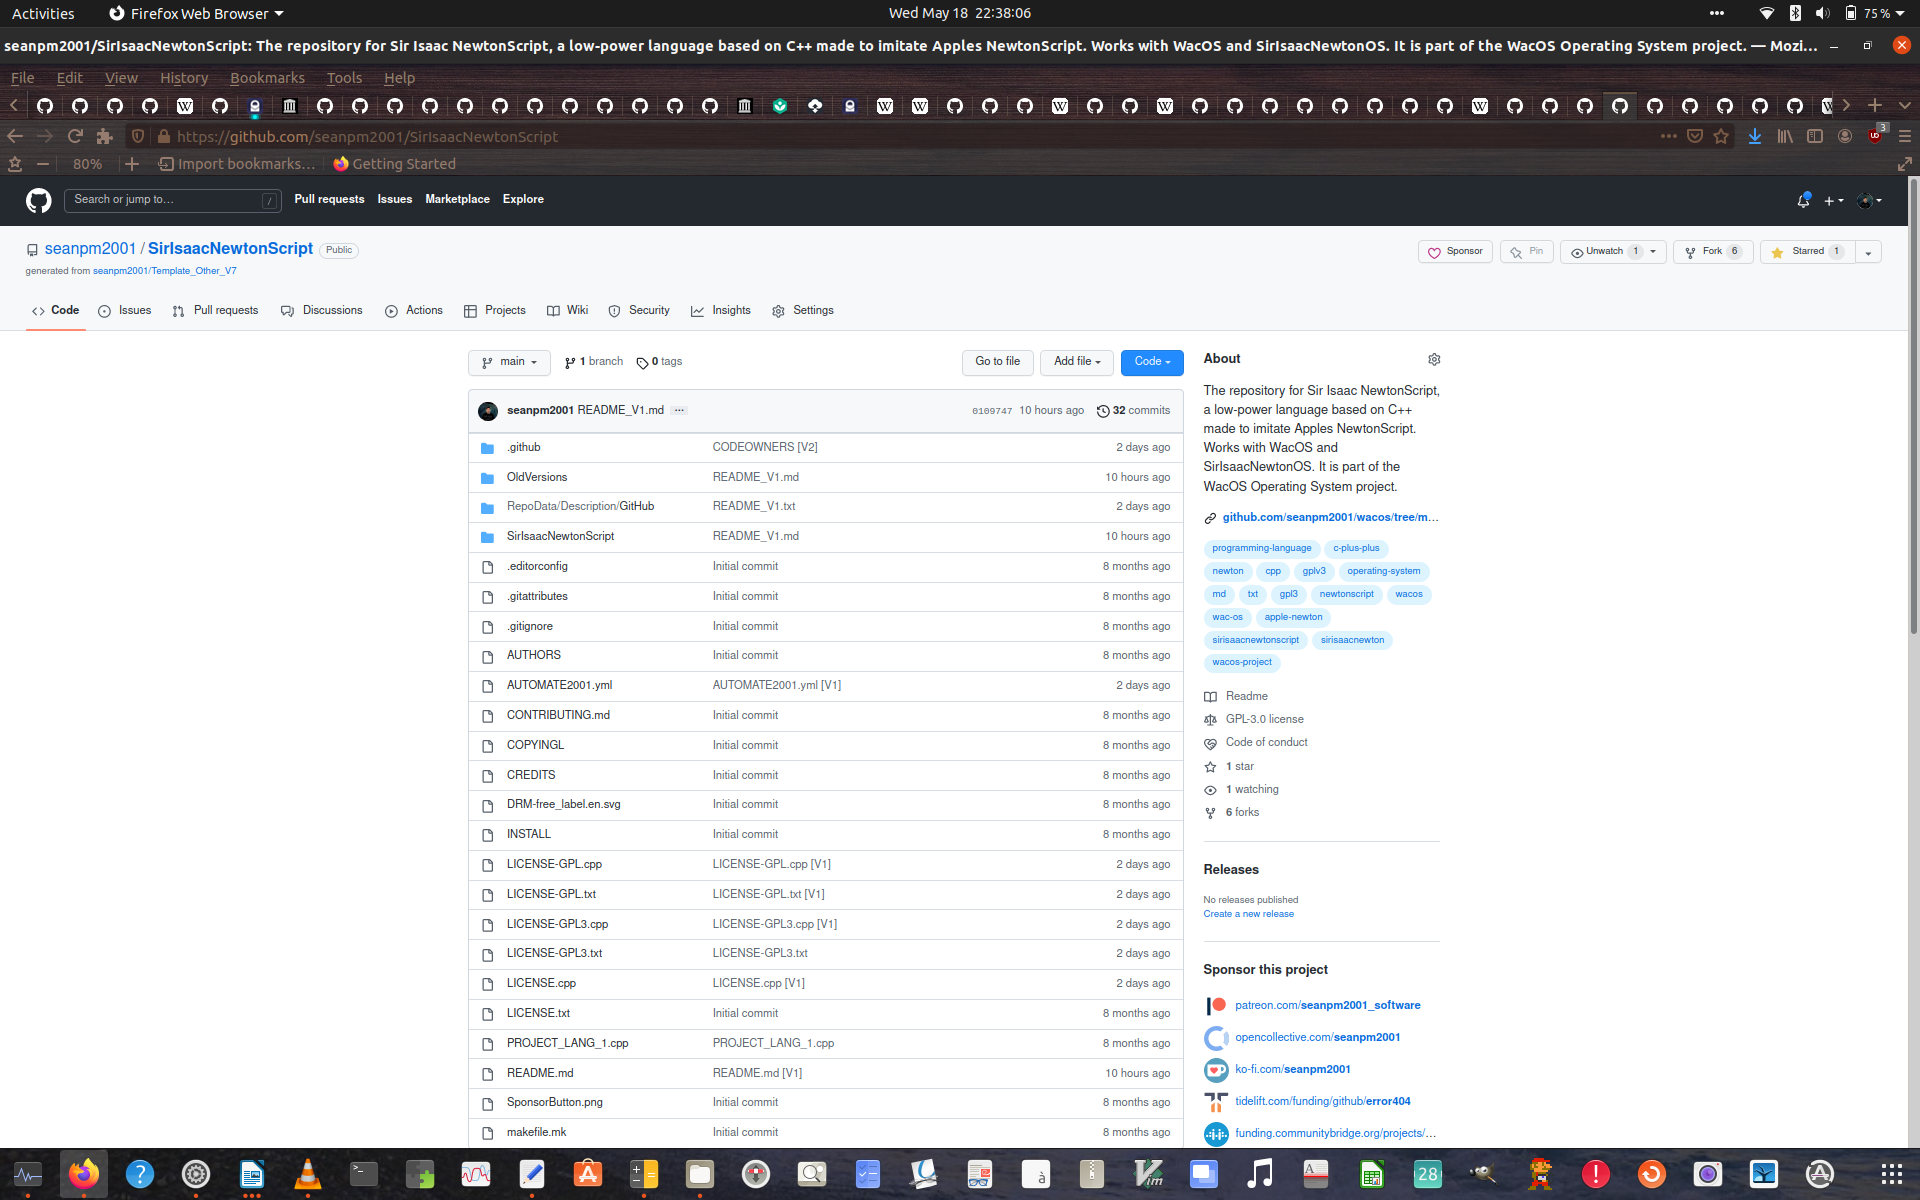 Activities
Firefox Web Browser
Wed May 18  22:38:06
75 %
seanpm2001/SirIsaacNewtonScript: The repository for Sir Isaac NewtonScript, a low-power language based on C++ made to imitate Apples NewtonScript. Works with WacOS and SirIsaacNewtonOS. It is part of the WacOS Operating System project. — Mozi...
File Edit View History Bookmarks Tools Help
https://github.com/seanpm2001/SirIsaacNewtonScript
3
80%
Import bookmarks...
Getting Started
Search or jump to...
/
Pull requests Issues Marketplace Explore
seanpm2001 / SirIsaacNewtonScript Public
generated from seanpm2001/Template_Other_V7
Sponsor
Pin
Unwatch 1
Fork 6
Starred 1
Code Issues Pull requests Discussions Actions Projects Wiki Security Insights Settings
main
1 branch
0 tags
Go to file
Add file
Code
seanpm2001 README_V1.md ... 0109747 10 hours ago 32 commits
.github CODEOWNERS [V2] 2 days ago
OldVersions README_V1.md 10 hours ago
RepoData/Description/GitHub README_V1.txt 2 days ago
SirIsaacNewtonScript README_V1.md 10 hours ago
.editorconfig Initial commit 8 months ago
.gitattributes Initial commit 8 months ago
.gitignore Initial commit 8 months ago
AUTHORS Initial commit 8 months ago
AUTOMATE2001.yml AUTOMATE2001.yml [V1] 2 days ago
CONTRIBUTING.md Initial commit 8 months ago
COPYINGL Initial commit 8 months ago
CREDITS Initial commit 8 months ago
DRM-free_label.en.svg Initial commit 8 months ago
INSTALL Initial commit 8 months ago
LICENSE-GPL.cpp LICENSE-GPL.cpp [V1] 2 days ago
LICENSE-GPL.txt LICENSE-GPL.txt [V1] 2 days ago
LICENSE-GPL3.cpp LICENSE-GPL3.cpp [V1] 2 days ago
LICENSE-GPL3.txt LICENSE-GPL3.txt 2 days ago
LICENSE.cpp LICENSE.cpp [V1] 2 days ago
LICENSE.txt Initial commit 8 months ago
PROJECT_LANG_1.cpp PROJECT_LANG_1.cpp 8 months ago
README.md README.md [V1] 10 hours ago
SponsorButton.png Initial commit 8 months ago
makefile.mk Initial commit 8 months ago
About
The repository for Sir Isaac NewtonScript,
a low-power language based on C++
made to imitate Apples NewtonScript.
Works with WacOS and
SirIsaacNewtonOS. It is part of the
WacOS Operating System project.
github.com/seanpm2001/wacos/tree/m...
programming-language c-plus-plus
newton cpp gplv3 operating-system
md txt gpl3 newtonscript wacos
wac-os apple-newton
sirisaacnewtonscript sirisaacnewton
wacos-project
Readme
GPL-3.0 license
Code of conduct
1 star
1 watching
6 forks
Releases
No releases published
Create a new release
Sponsor this project
patreon.com/seanpm2001_software
opencollective.com/seanpm2001
ko-fi.com/seanpm2001
tidelift.com/funding/github/error404
funding.communitybridge.org/projects/...
28